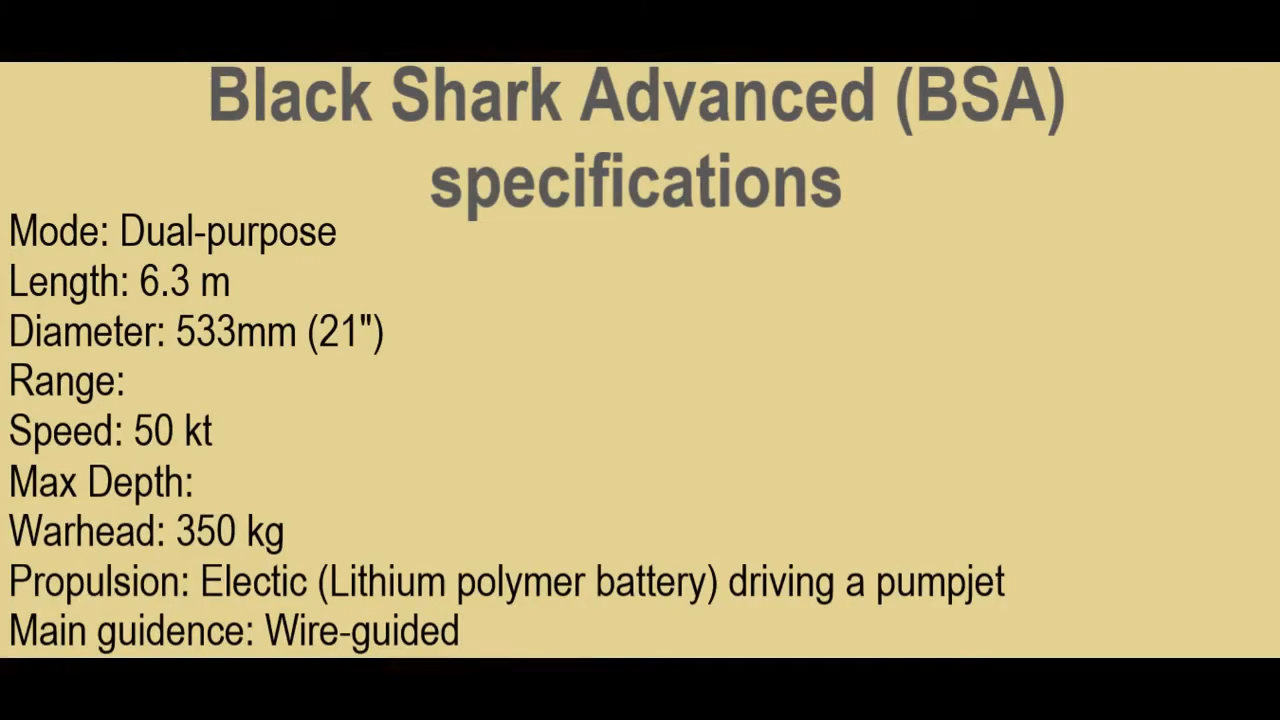 Black Shark Advanced (BSA)
specifications
Mode: Dual-purpose
Length: 6.3 m
Diameter: 533mm (21")
Range:
Speed: 50 kt
Max Depth:
Warhead: 350 kg
Propulsion: Electic (Lithium polymer battery) driving a pumpjet
Main guidence: Wire-guided